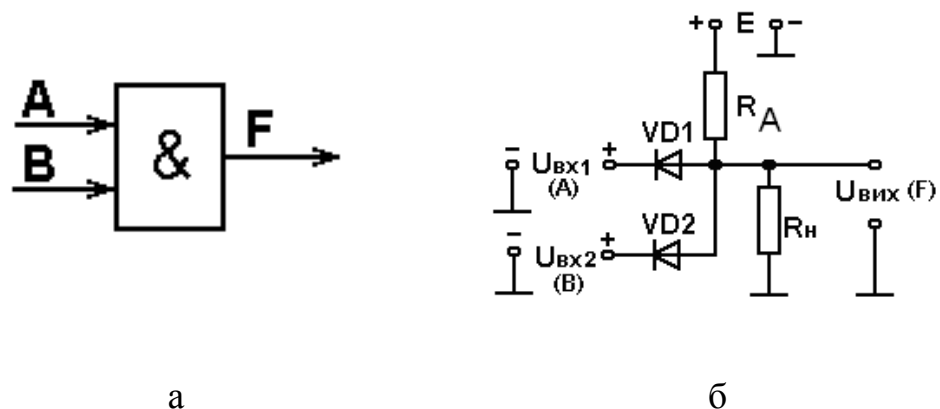 A
B
&
F
+ E -
R A
VD1
- Uвх1 +
(A)
VD2
- Uвх2 +
(B)
Rн
Uвих (F)
а
б